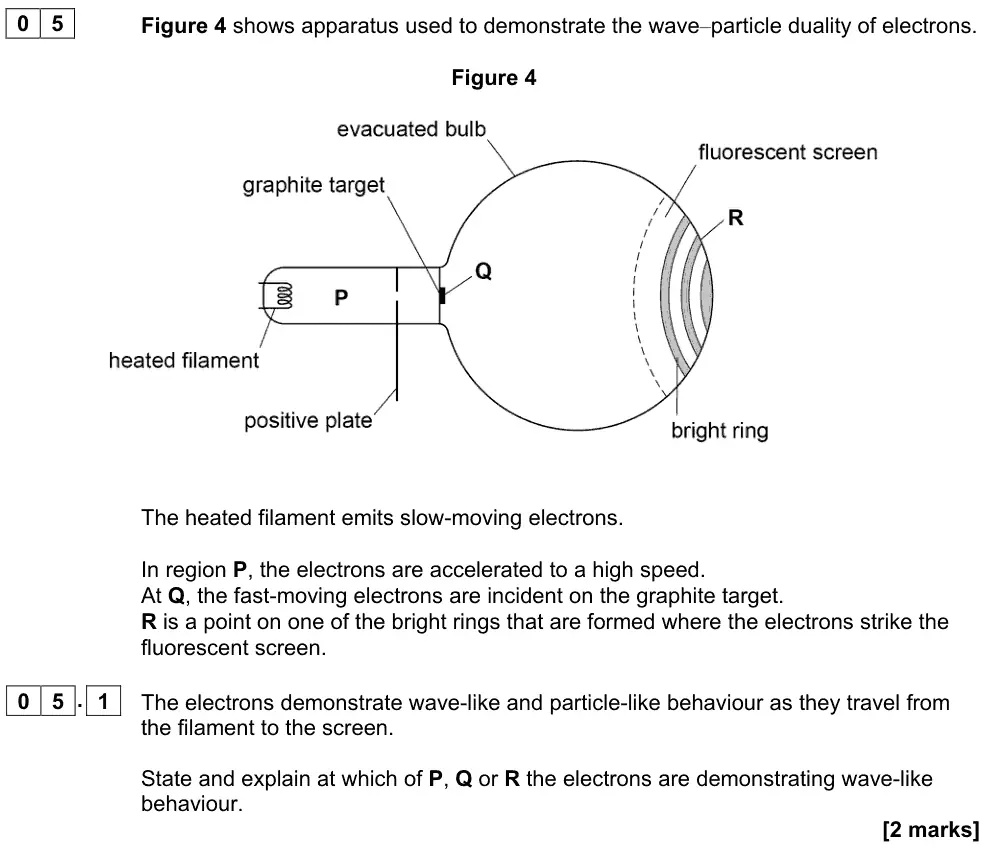 0 5 Figure 4 shows apparatus used to demonstrate the wave–particle duality of electrons.
Figure 4
evacuated bulb
fluorescent screen
graphite target
R
Q
P
heated filament
positive plate
bright ring
The heated filament emits slow-moving electrons.
In region P, the electrons are accelerated to a high speed.
At Q, the fast-moving electrons are incident on the graphite target.
R is a point on one of the bright rings that are formed where the electrons strike the
fluorescent screen.
0 5 . 1 The electrons demonstrate wave-like and particle-like behaviour as they travel from
the filament to the screen.
State and explain at which of P, Q or R the electrons are demonstrating wave-like
behaviour.
[2 marks]